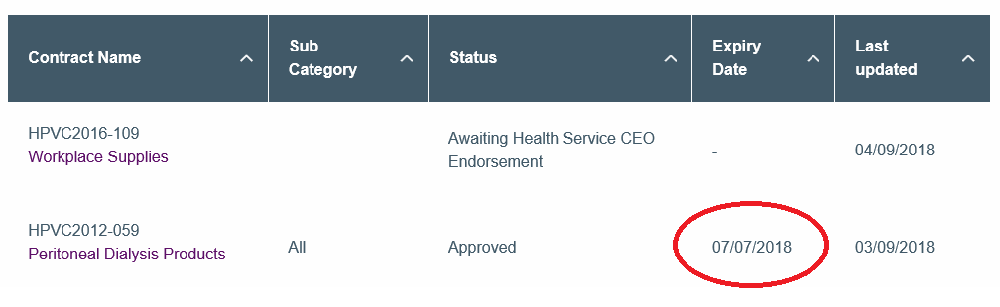 Contract Name
Sub
Category
Status
Expiry
Date
Last
updated
HPVC2016-109
Workplace Supplies
Awaiting Health Service CEO
Endorsement
-
04/09/2018
HPVC2012-059
Peritoneal Dialysis Products
All
Approved
07/07/2018
03/09/2018